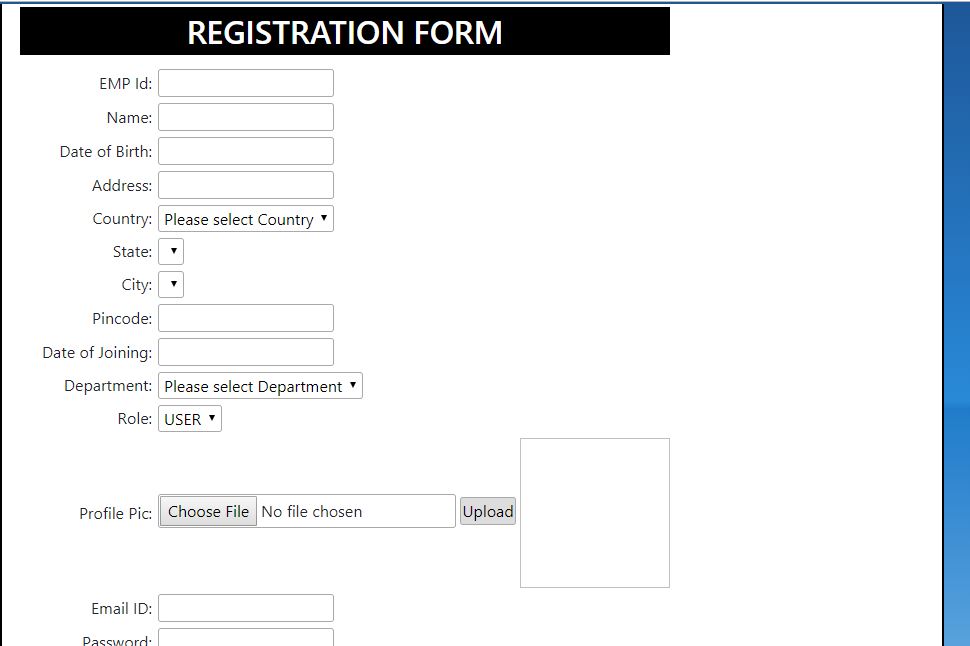 REGISTRATION FORM
EMP Id:
Name:
Date of Birth:
Address:
Country: Please select Country
State:
City:
Pincode:
Date of Joining:
Department: Please select Department
Role: USER
Profile Pic: Choose File No file chosen Upload
Email ID:
Password: